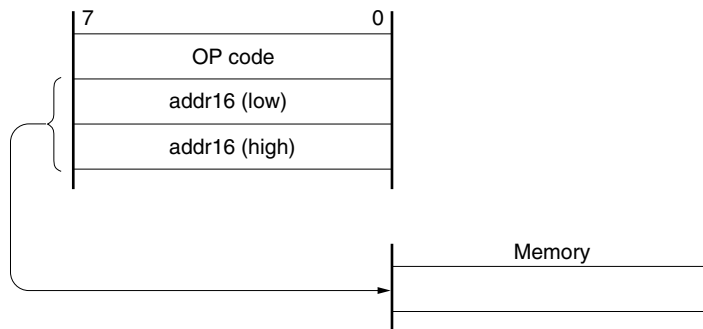 7 0
OP code
addr16 (low)
addr16 (high)
Memory